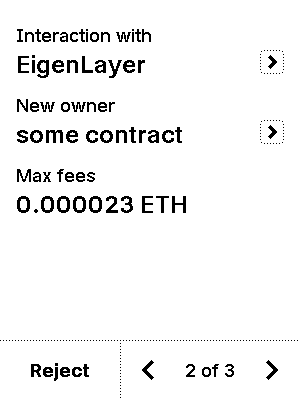 Interaction with
EigenLayer
New owner
some contract
Max fees
0.000023 ETH
Reject
2 of 3